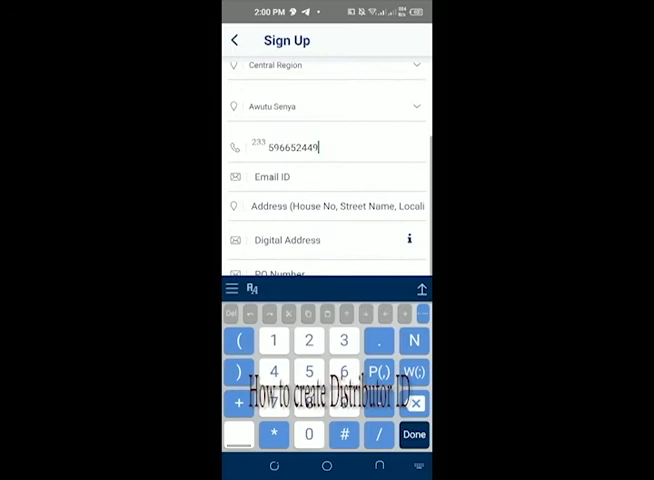 2:00 PM
Sign Up
Central Region
Awutu Senya
233 596652449
Email ID
Address (House No, Street Name, Locali
Digital Address
i
PO Number
Del
( 1 2 3 . N
) 4 5 6 P(,) W(;)
+
How to create Distributor ID
* 0 # / Done